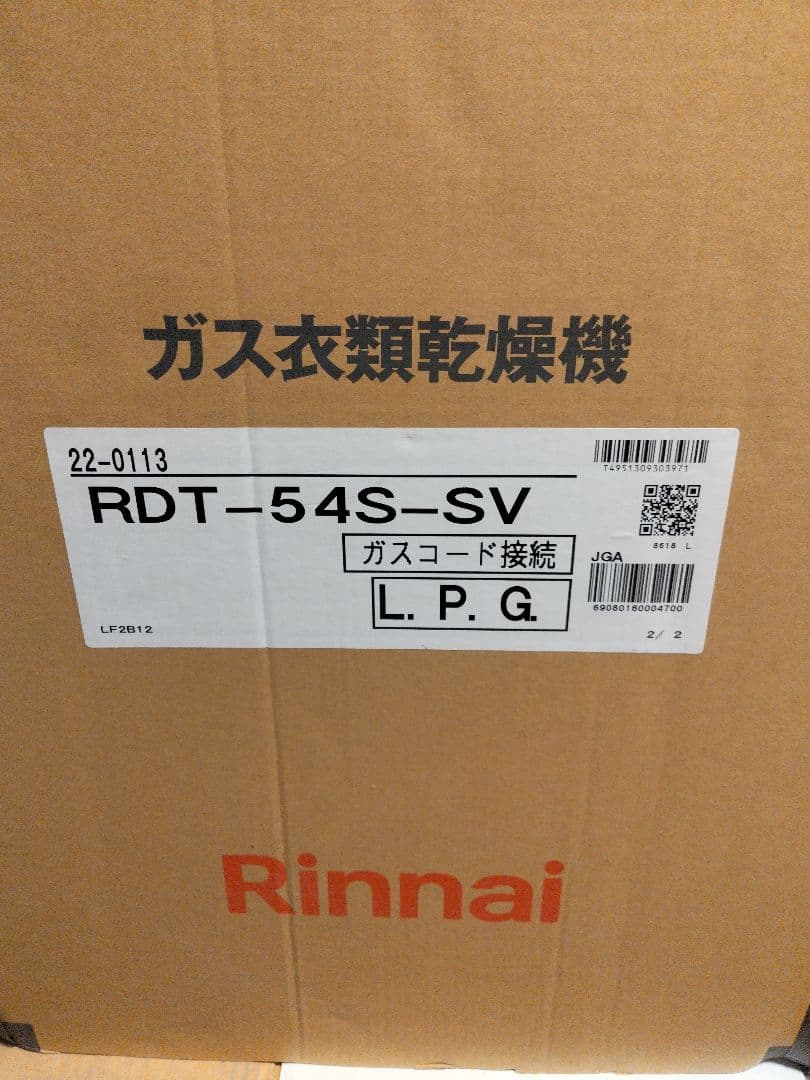 ガス衣類乾燥機
22-0113
T4951309303971
RDT-54S-SV
8618 L
ガスコード接続
JGA
L.P.G.
69080160004700
LF2B12
2/ 2
Rinnai